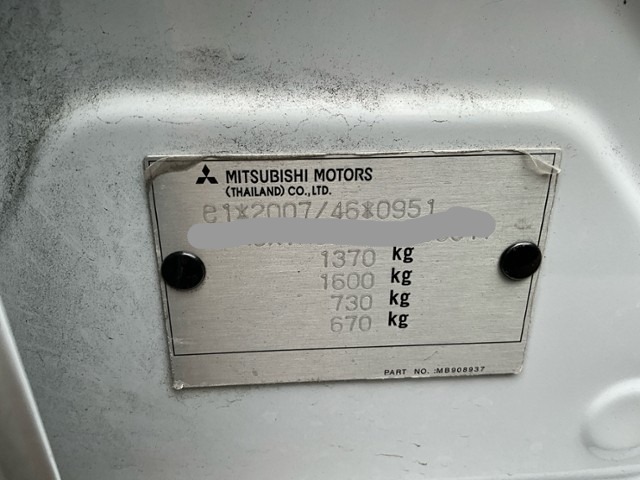 MITSUBISHI MOTORS
(THAILAND) CO., LTD.
e1*2007/46*0951
1370 kg
1600 kg
730 kg
670 kg
PART NO. :MB908937